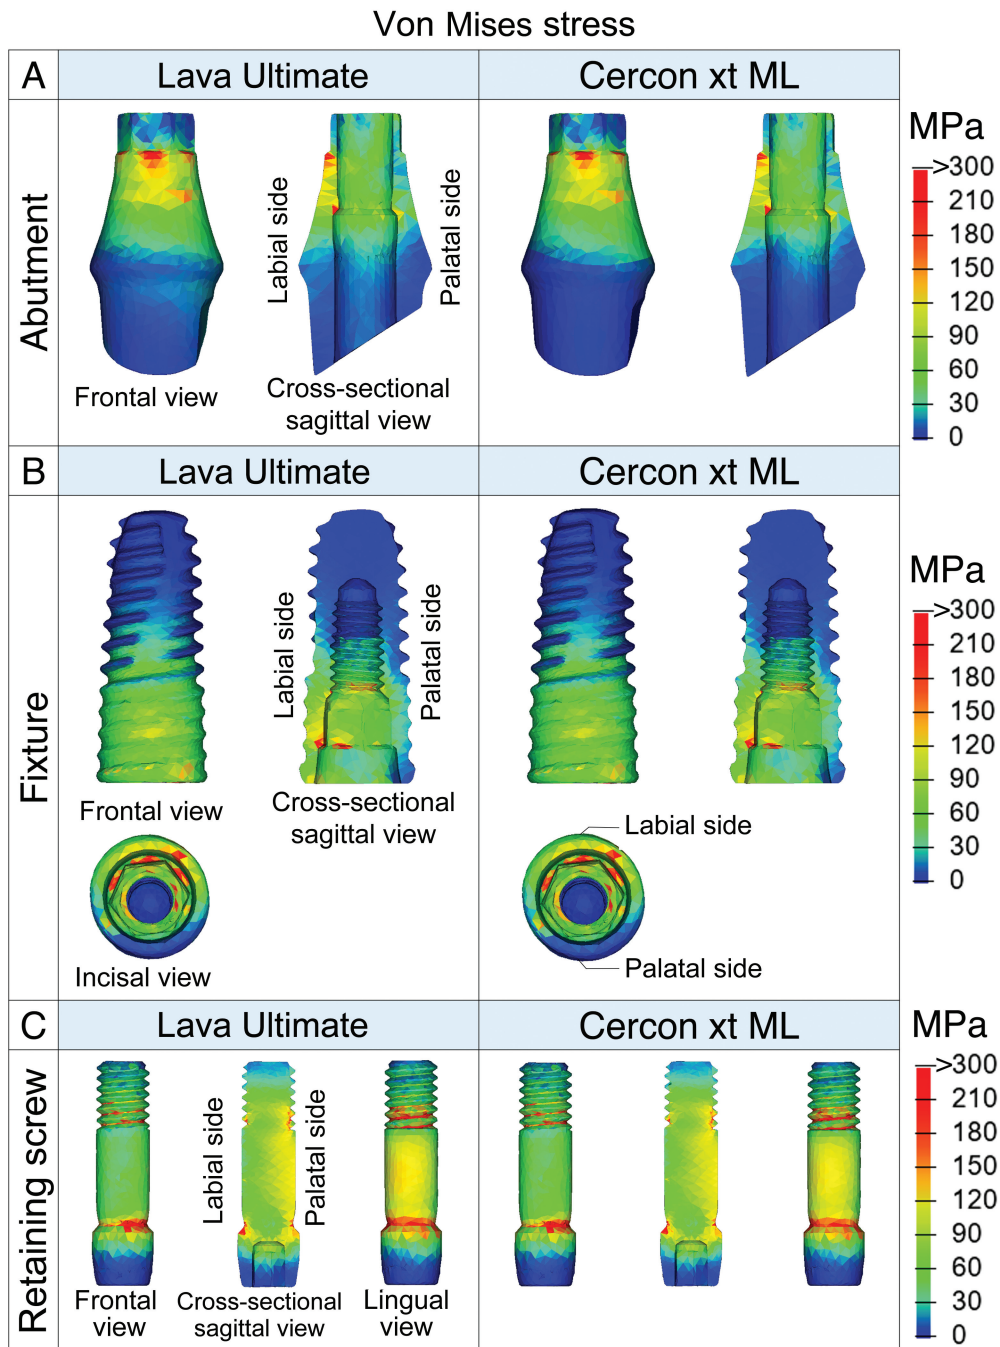 Von Mises stress
A
Lava Ultimate
Cercon xt ML
Abutment
Labial side
Palatal side
Frontal view
Cross-sectional
sagittal view
MPa
>300
210
180
150
120
90
60
30
0
B
Lava Ultimate
Cercon xt ML
Fixture
Labial side
Palatal side
Frontal view
Cross-sectional
sagittal view
Incisal view
Labial side
Palatal side
MPa
>300
210
180
150
120
90
60
30
0
C
Lava Ultimate
Cercon xt ML
Retaining screw
Labial side
Palatal side
Frontal
view
Cross-sectional
sagittal view
Lingual
view
MPa
>300
210
180
150
120
90
60
30
0